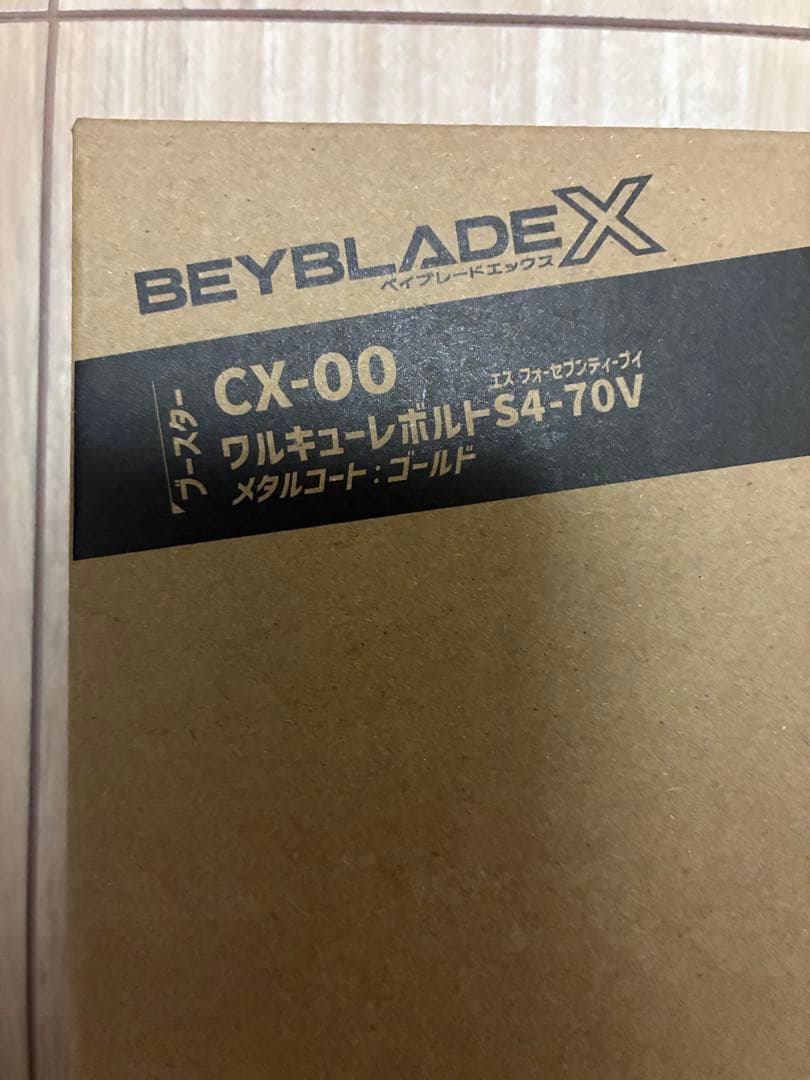 BEYBLADE X
ベイブレードエックス
ブースター
CX-00
エス フォーセブンティーブイ
ワルキューレボルトS4-70V
メタルコート：ゴールド